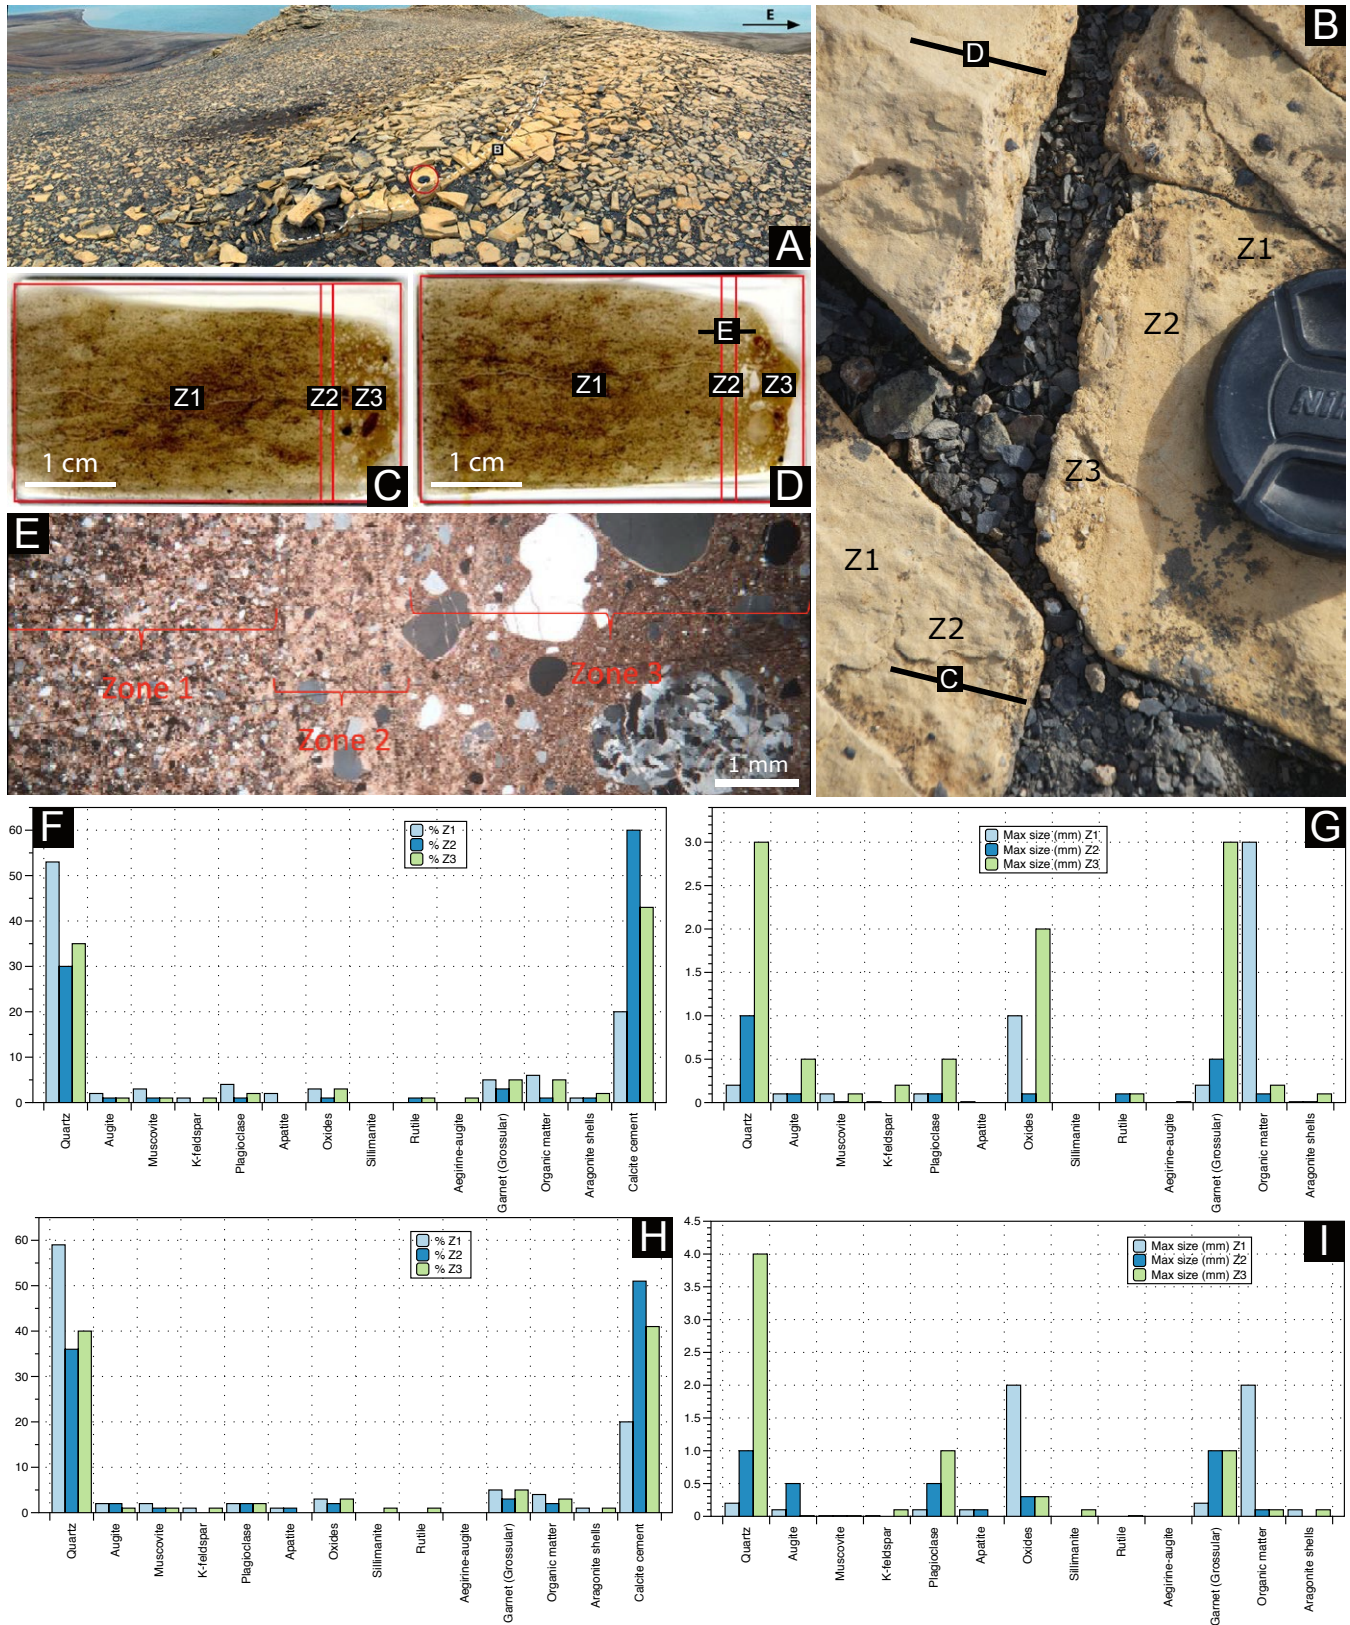 E
A
B
B
D
Z1
Z2
Z3
Z1
Z2
C
Z1
Z2
Z3
1 cm
C
E
Z1
Z2
Z3
1 cm
D
E
Zone 1
Zone 2
Zone 3
1 mm
F
% Z1
% Z2
% Z3
60
50
40
30
20
10
0
Quartz
Augite
Muscovite
K-feldspar
Plagioclase
Apatite
Oxides
Sillimanite
Rutile
Aegirine-augite
Garnet (Grossular)
Organic matter
Aragonite shells
Calcite cement
G
Max size (mm) Z1
Max size (mm) Z2
Max size (mm) Z3
3.0
2.5
2.0
1.5
1.0
0.5
0
Quartz
Augite
Muscovite
K-feldspar
Plagioclase
Apatite
Oxides
Sillimanite
Rutile
Aegirine-augite
Garnet (Grossular)
Organic matter
Aragonite shells
H
% Z1
% Z2
% Z3
60
50
40
30
20
10
0
Quartz
Augite
Muscovite
K-feldspar
Plagioclase
Apatite
Oxides
Sillimanite
Rutile
Aegirine-augite
Garnet (Grossular)
Organic matter
Aragonite shells
Calcite cement
I
Max size (mm) Z1
Max size (mm) Z2
Max size (mm) Z3
4.5
4.0
3.5
3.0
2.5
2.0
1.5
1.0
0.5
0
Quartz
Augite
Muscovite
K-feldspar
Plagioclase
Apatite
Oxides
Sillimanite
Rutile
Aegirine-augite
Garnet (Grossular)
Organic matter
Aragonite shells